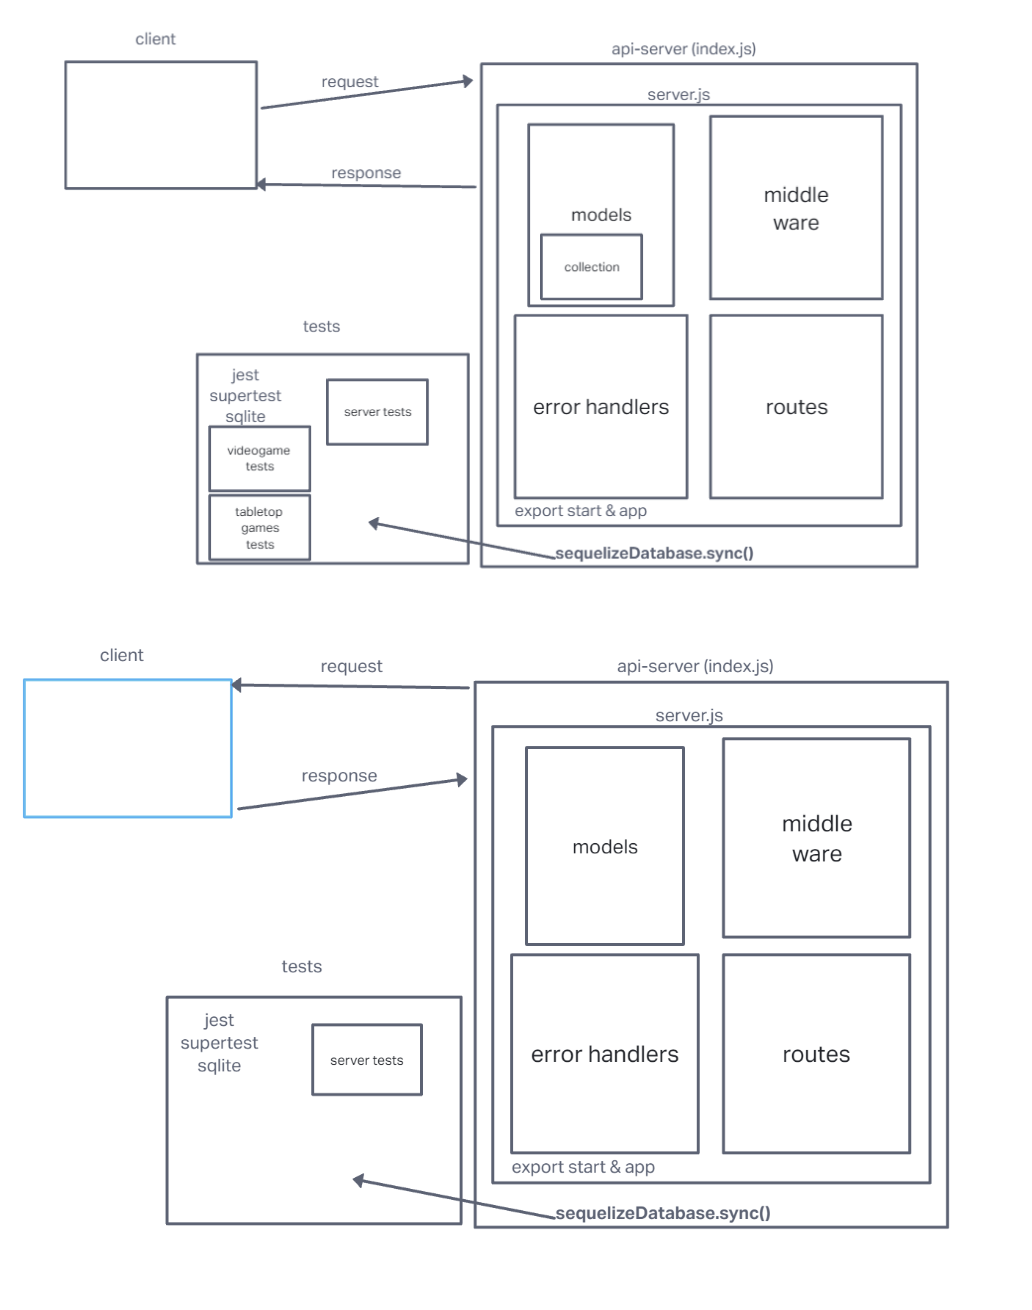 client
api-server (index.js)
request
server.js
response
models
collection
middle
ware
error handlers
routes
export start & app
sequelizeDatabase.sync()
tests
jest
supertest
sqlite
server tests
videogame
tests
tabletop
games
tests
client
api-server (index.js)
request
server.js
response
models
middle
ware
error handlers
routes
export start & app
sequelizeDatabase.sync()
tests
jest
supertest
sqlite
server tests